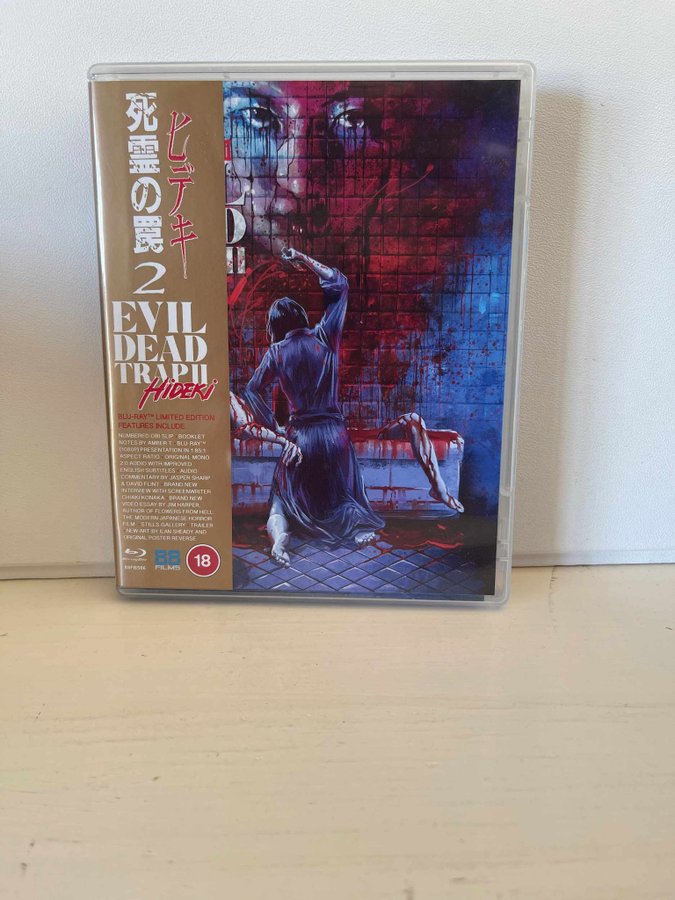 死霊の罠2
ヒデキ
EVIL
DEAD
TRAP II
HiDEKi
BLU-RAY™ LIMITED EDITION
FEATURES INCLUDE:
NUMBERED OBI SLIP BOOKLET
NOTES BY AMBER T. BLU-RAY™
(1080P) PRESENTATION IN 1.85:1
ASPECT RATIO ORIGINAL MONO
2.0 AUDIO WITH IMPROVED
ENGLISH SUBTITLES AUDIO
COMMENTARY BY JASPER SHARP
& DAVID FLINT BRAND NEW
INTERVIEW WITH SCREENWRITER
CHIAKI KONAKA BRAND NEW
VIDEO ESSAY BY JIM HARPER,
AUTHOR OF FLOWERS FROM HELL:
THE MODERN JAPANESE HORROR
FILM STILLS GALLERY TRAILER
NEW ART BY ILAN SHEADY AND
ORIGINAL POSTER REVERSE
88
FILMS
18